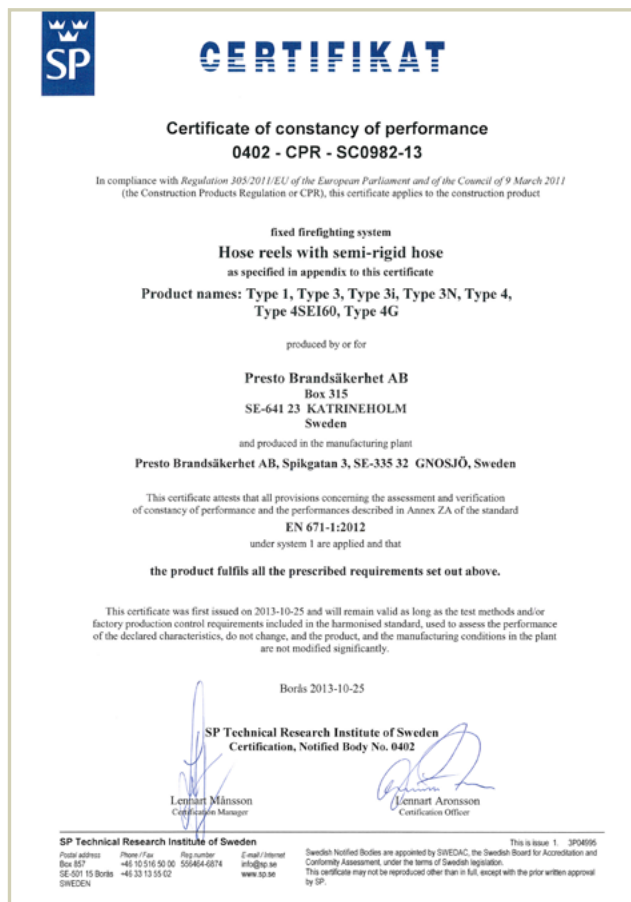 SP
CERTIFIKAT
Certificate of constancy of performance
0402 - CPR - SC0982-13
In compliance with Regulation 305/2011/EU of the European Parliament and of the Council of 9 March 2011
(the Construction Products Regulation or CPR), this certificate applies to the construction product
fixed firefighting system
Hose reels with semi-rigid hose
as specified in appendix to this certificate
Product names: Type 1, Type 3, Type 3i, Type 3N, Type 4,
Type 4SEI60, Type 4G
produced by or for
Presto Brandsäkerhet AB
Box 315
SE-641 23 KATRINEHOLM
Sweden
and produced in the manufacturing plant
Presto Brandsäkerhet AB, Spikgatan 3, SE-335 32 GNOSJÖ, Sweden
This certificate attests that all provisions concerning the assessment and verification
of constancy of performance and the performances described in Annex ZA of the standard
EN 671-1:2012
under system 1 are applied and that
the product fulfils all the prescribed requirements set out above.
This certificate was first issued on 2013-10-25 and will remain valid as long as the test methods and/or
factory production control requirements included in the harmonised standard, used to assess the performance
of the declared characteristics, do not change, and the product, and the manufacturing conditions in the plant
are not modified significantly.
Borås 2013-10-25
SP Technical Research Institute of Sweden
Certification, Notified Body No. 0402
Lennart Månsson
Certification Manager
Lennart Aronsson
Certification Officer
SP Technical Research Institute of Sweden
Postal address Phone / Fax Reg.number E-mail / Internet
Box 857 +46 10 516 50 00 556464-6874 info@sp.se
SE-501 15 Borås +46 33 13 55 02 www.sp.se
SWEDEN
This is issue 1. 3P04995
Swedish Notified Bodies are appointed by SWEDAC, the Swedish Board for Accreditation and
Conformity Assessment, under the terms of Swedish legislation.
This certificate may not be reproduced other than in full, except with the prior written approval
by SP.